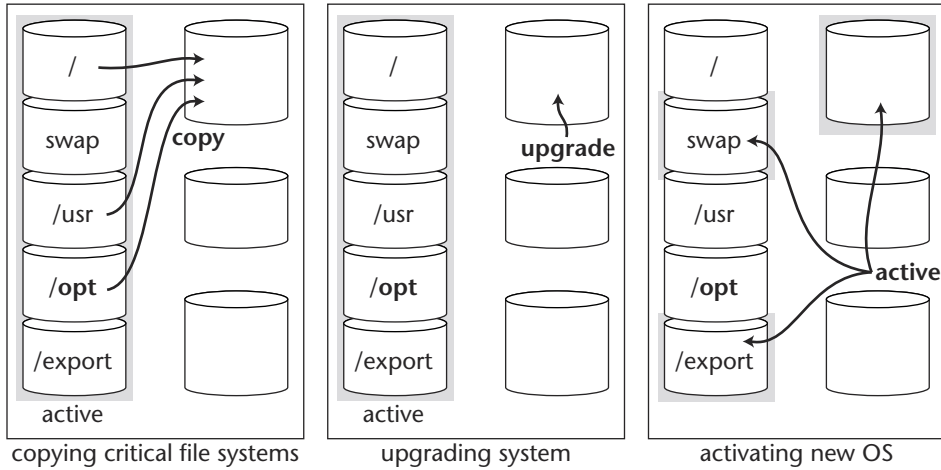 /
swap
/usr
/opt
/export
active
copy
copying critical file systems
/
swap
/usr
/opt
/export
active
upgrade
upgrading system
/
swap
/usr
/opt
/export
active
activating new OS